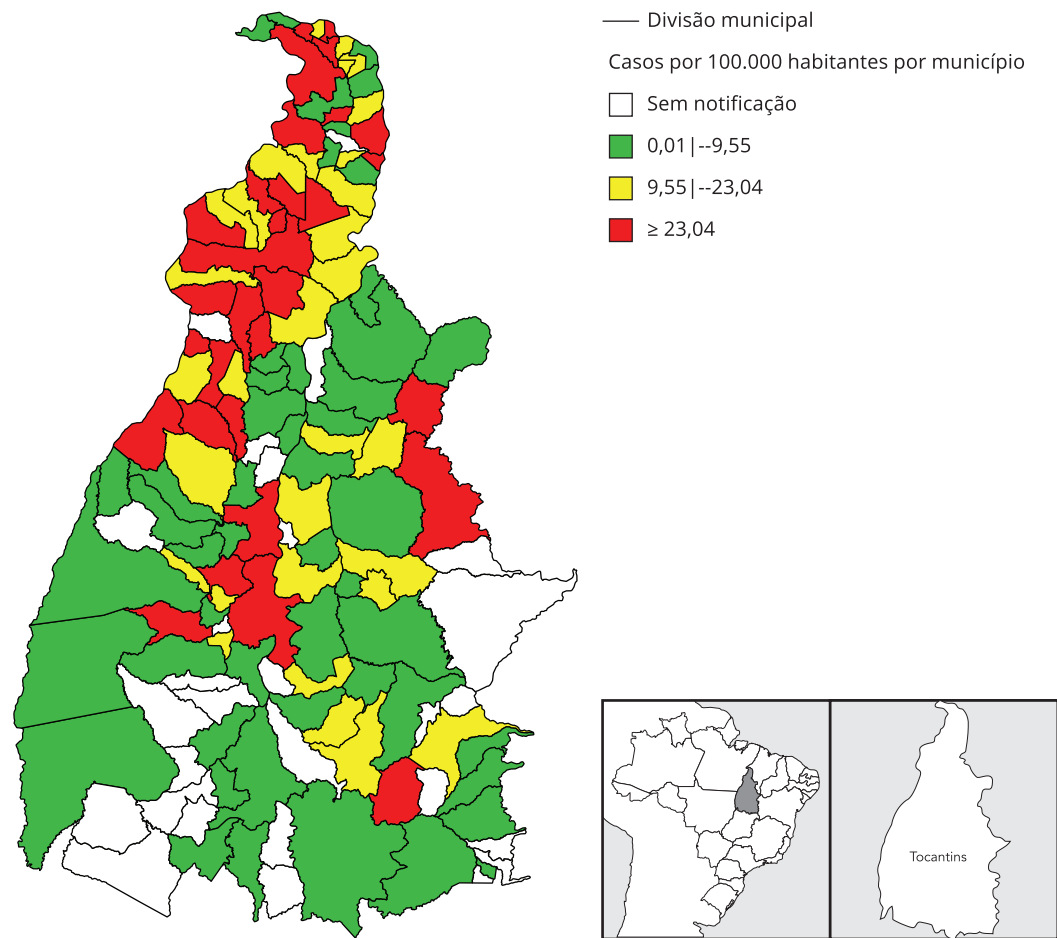 Divisão municipal
Casos por 100.000 habitantes por município
Sem notificação
0,01|--9,55
9,55|--23,04
≥ 23,04
Tocantins